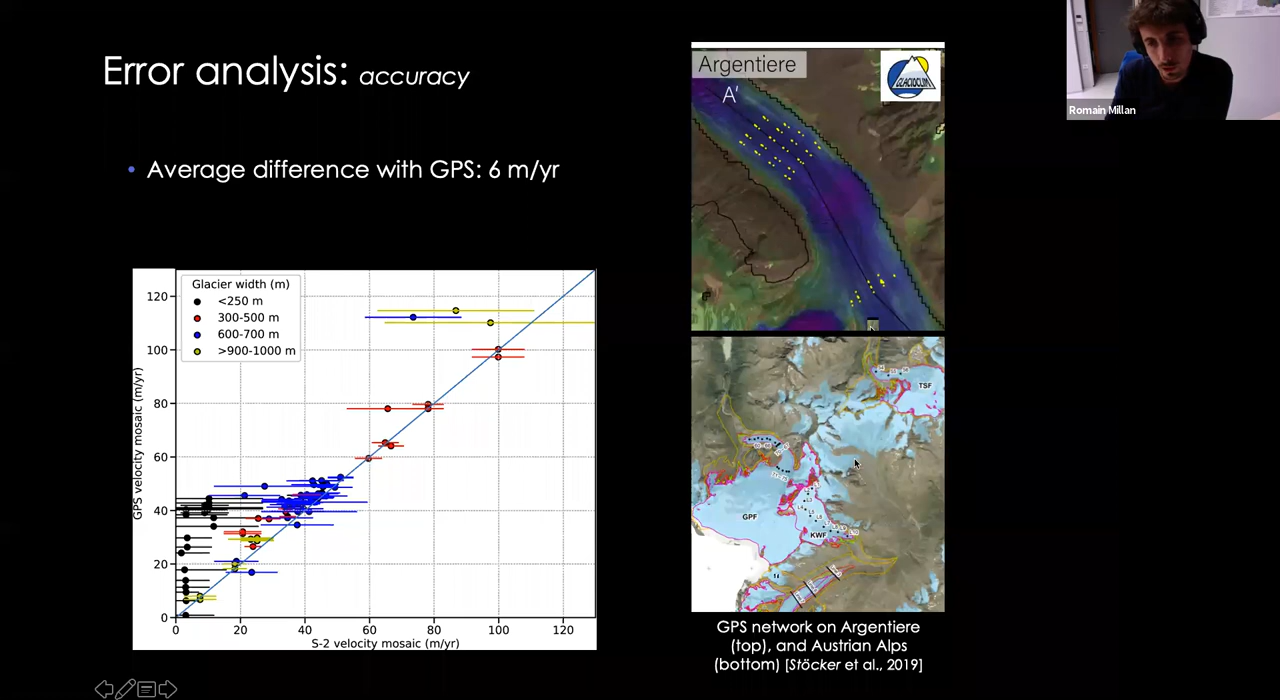 Error analysis: accuracy
• Average difference with GPS: 6 m/yr
Glacier width (m)
<250 m
300-500 m
600-700 m
>900-1000 m
GPS velocity mosaic (m/yr)
120
100
80
60
40
20
0
0 20 40 60 80 100 120
S-2 velocity mosaic (m/yr)
Argentiere
A'
GLACIOCLIM
TSF
GPF
KWF
GPS network on Argentiere
(top), and Austrian Alps
(bottom) [Stöcker et al., 2019]
Romain Millan